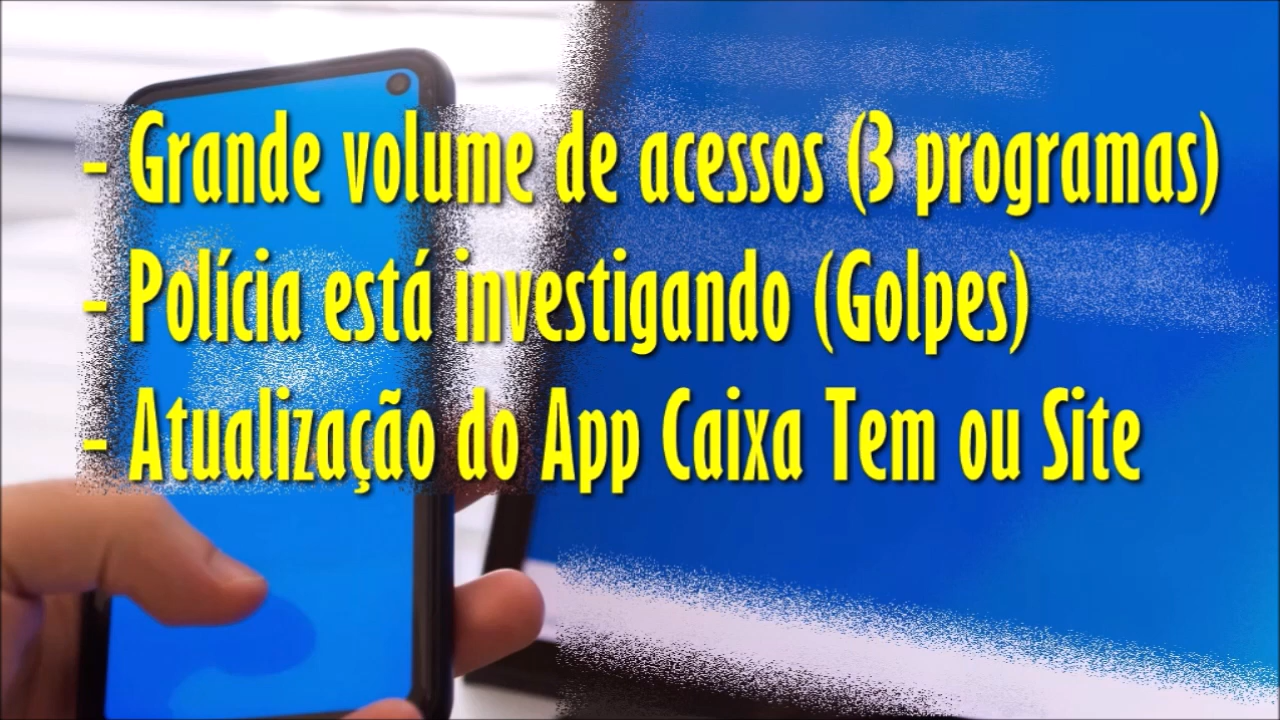 - Grande volume de acessos (3 programas)
- Polícia está investigando (Golpes)
- Atualização do App Caixa Tem ou Site